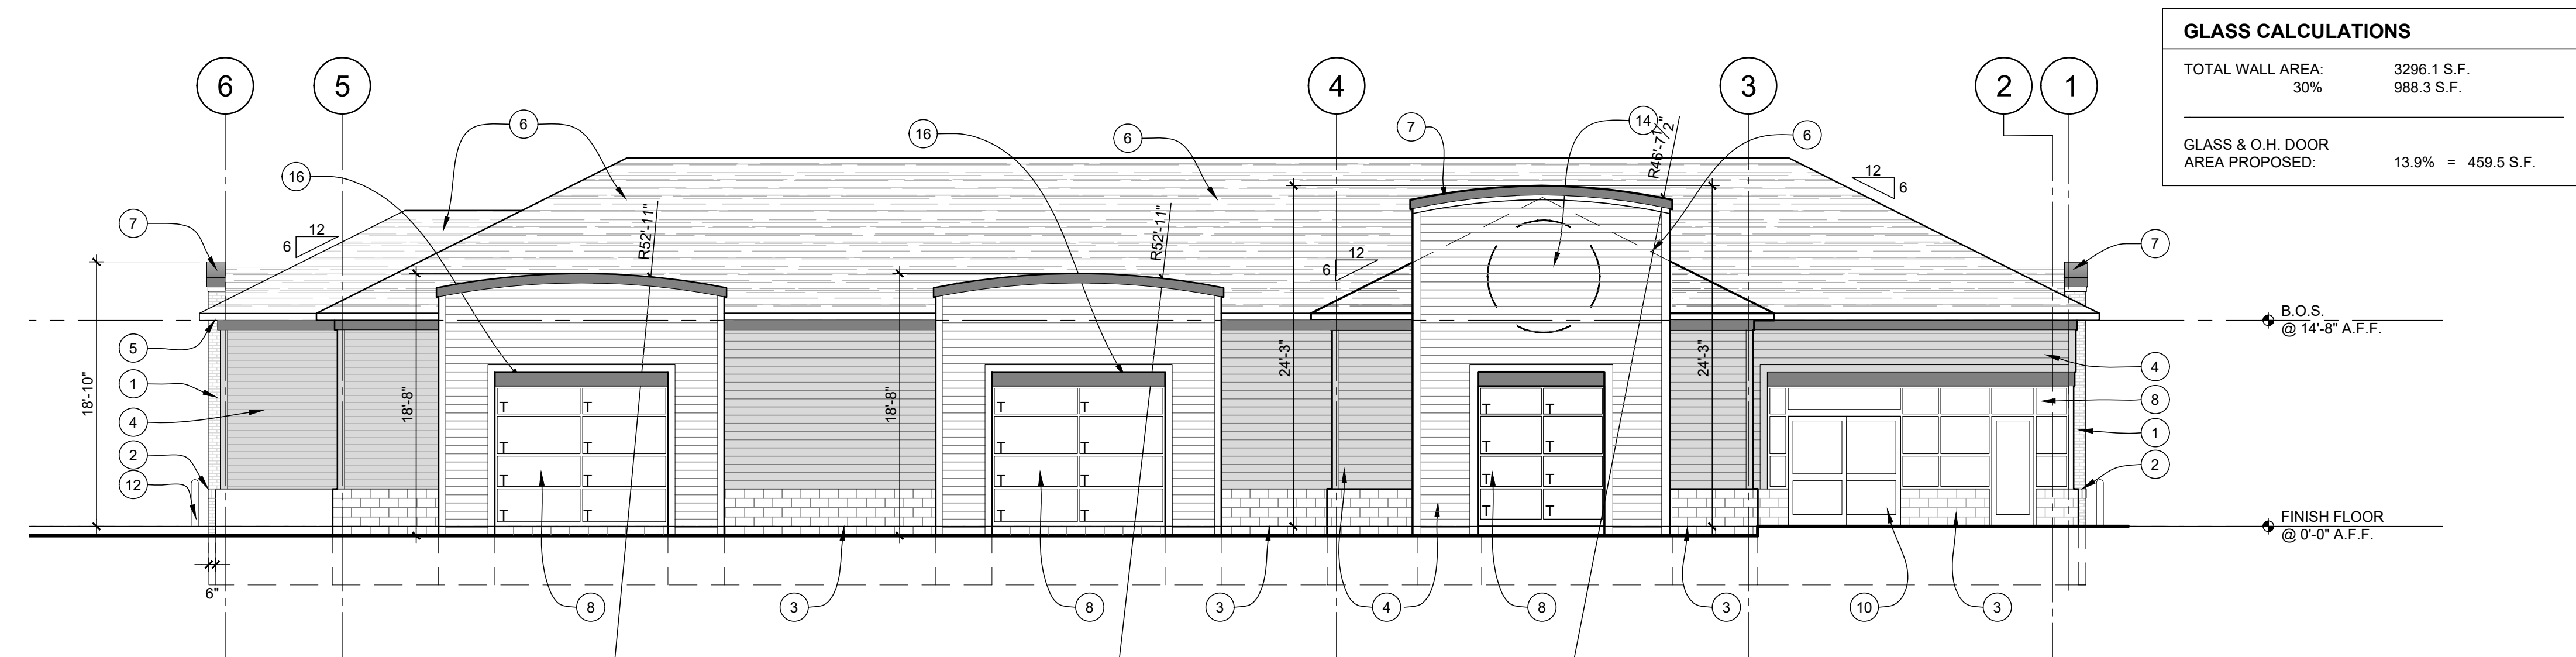 GLASS CALCULATIONS
TOTAL WALL AREA: 3296.1 S.F.
30% 988.3 S.F.
GLASS & O.H. DOOR
AREA PROPOSED: 13.9% = 459.5 S.F.
6
5
4
3
2
1
6
16
6
7
14
R46'-7 1/2"
6
16
7
12
6
12
6
R52'-11"
R52'-11"
12
6
7
B.O.S.
@ 14'-8" A.F.F.
5
1
4
2
12
18'-10"
18'-8"
18'-8"
24'-3"
24'-3"
4
8
1
2
T T
T T
T T
T T
T T
T T
T T
T T
T T
T T
T T
T T
FINISH FLOOR
@ 0'-0" A.F.F.
6"
8
3
8
3
4
8
3
10
3